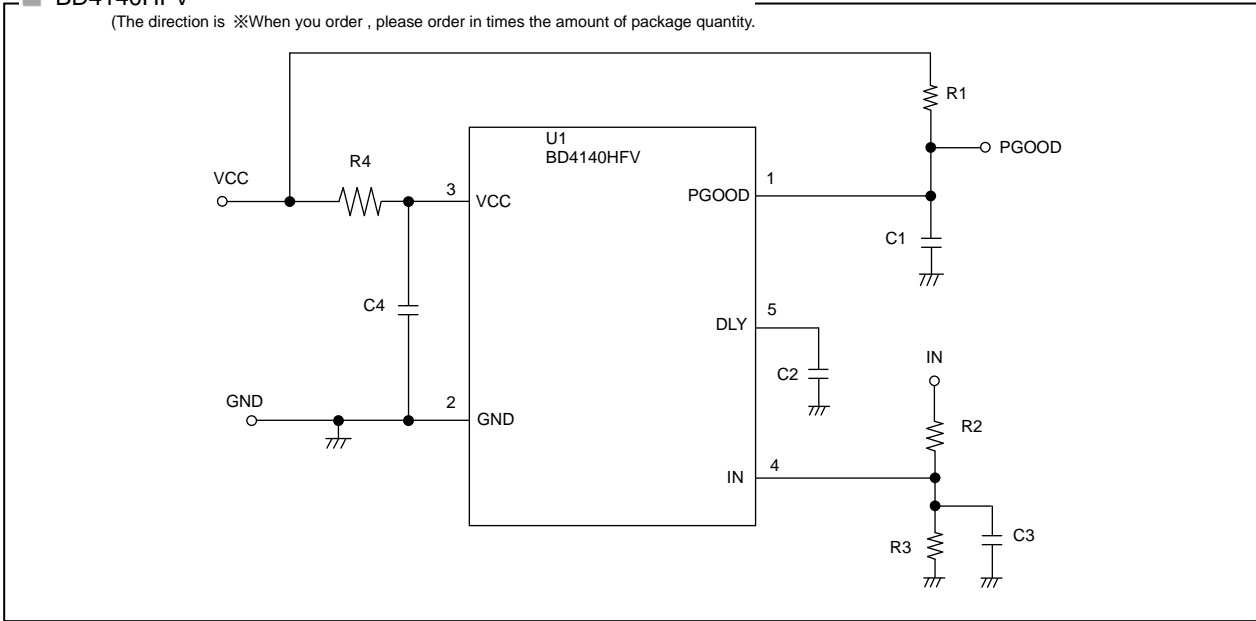 BD4140HFV
(The direction is ※When you order , please order in times the amount of package quantity.
R1
U1
BD4140HFV
PGOOD
R4
VCC
3
VCC
PGOOD
1
C1
C4
DLY
5
C2
IN
GND
2
GND
R2
IN
4
R3
C3